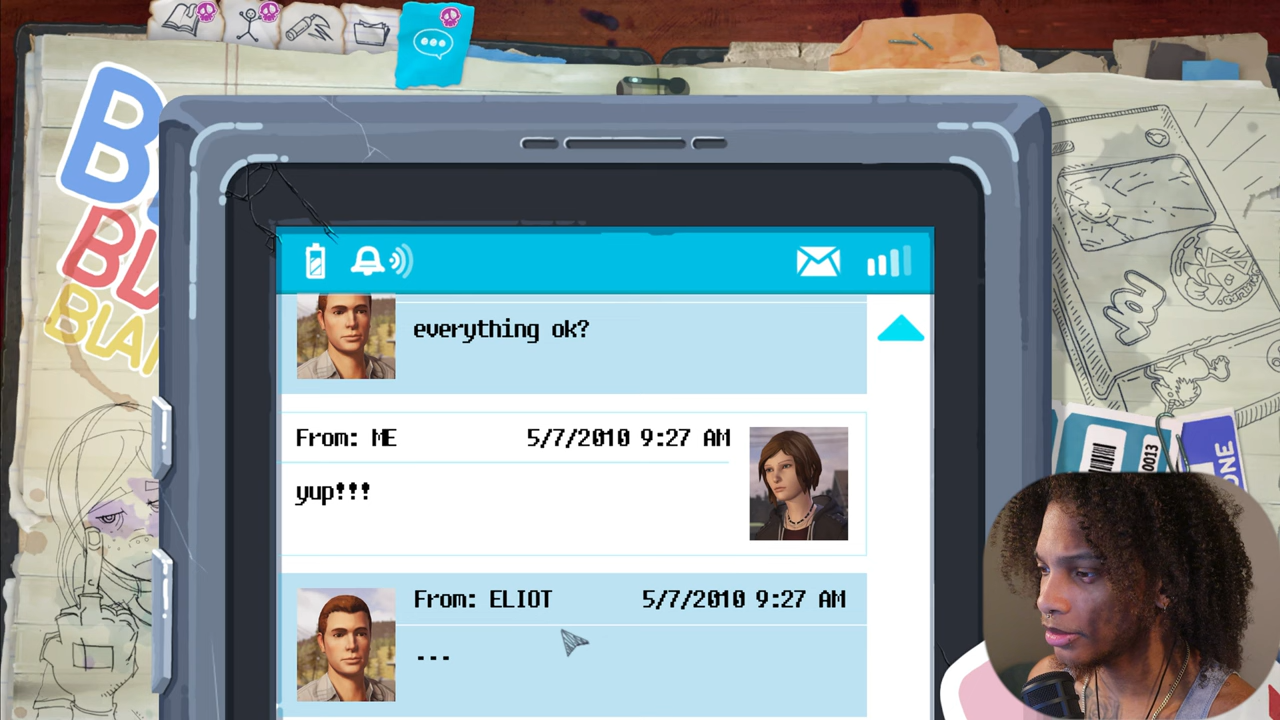 everything ok?
From: ME 5/7/2010 9:27 AM
yup!!!
From: ELIOT 5/7/2010 9:27 AM
...
0013